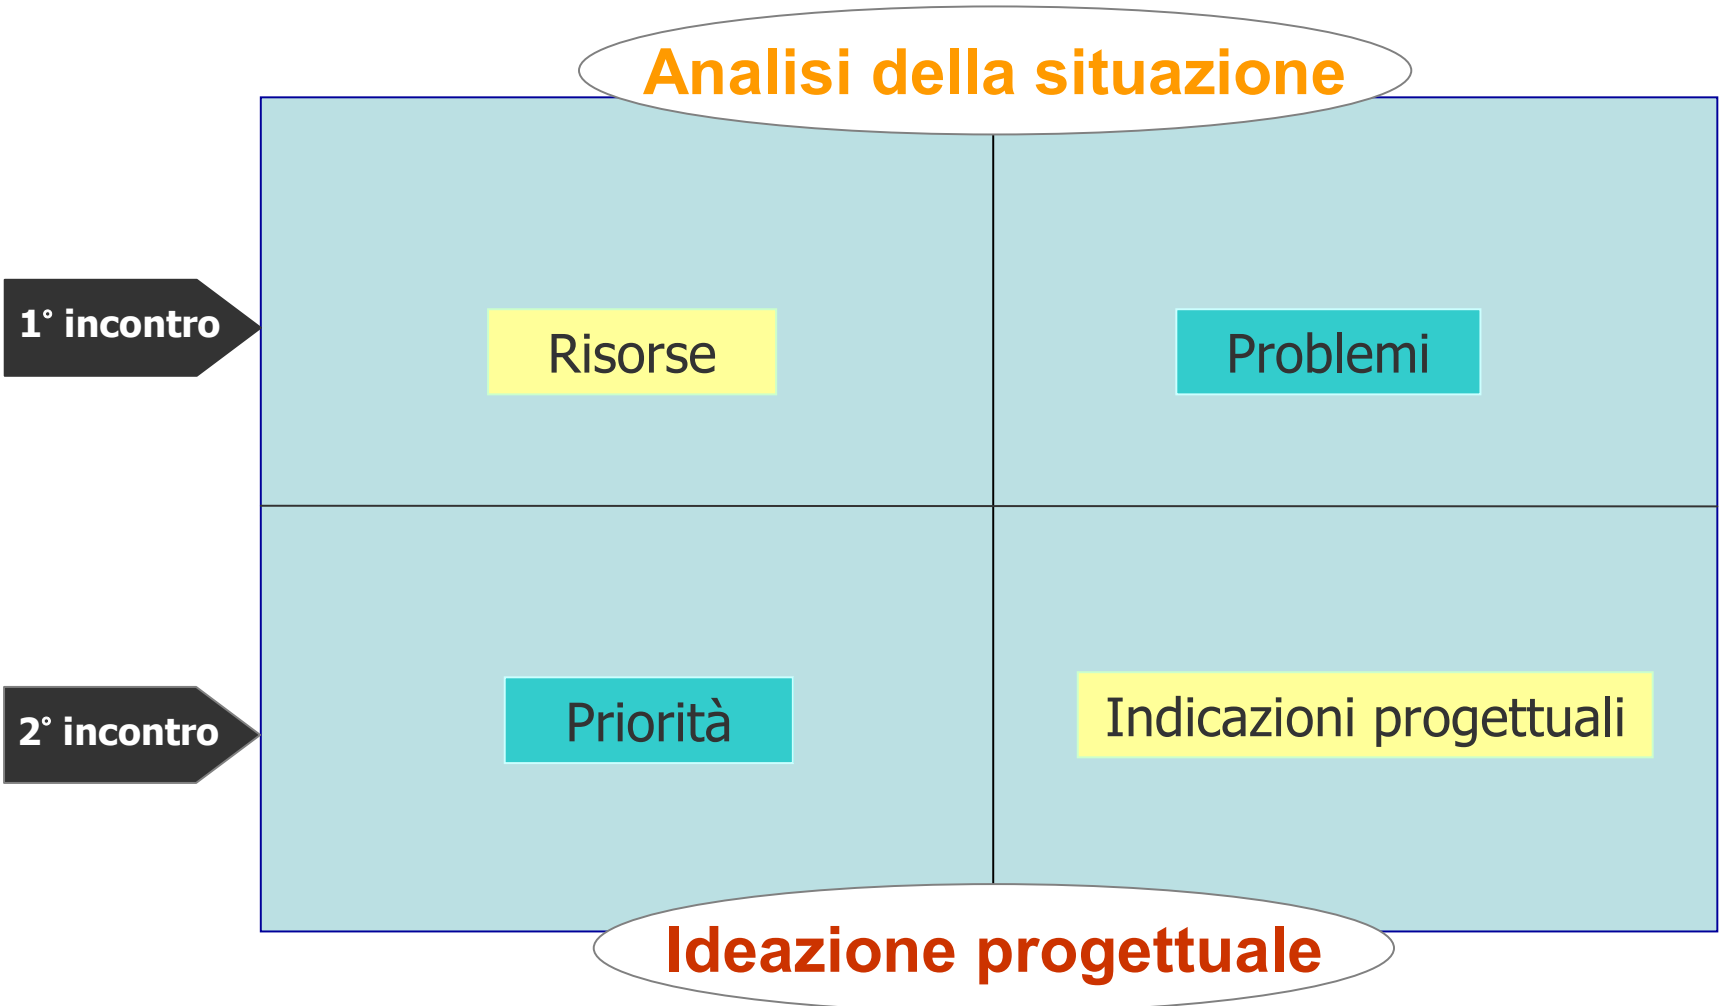 Analisi della situazione
1° incontro
Risorse
Problemi
2° incontro
Priorità
Indicazioni progettuali
Ideazione progettuale